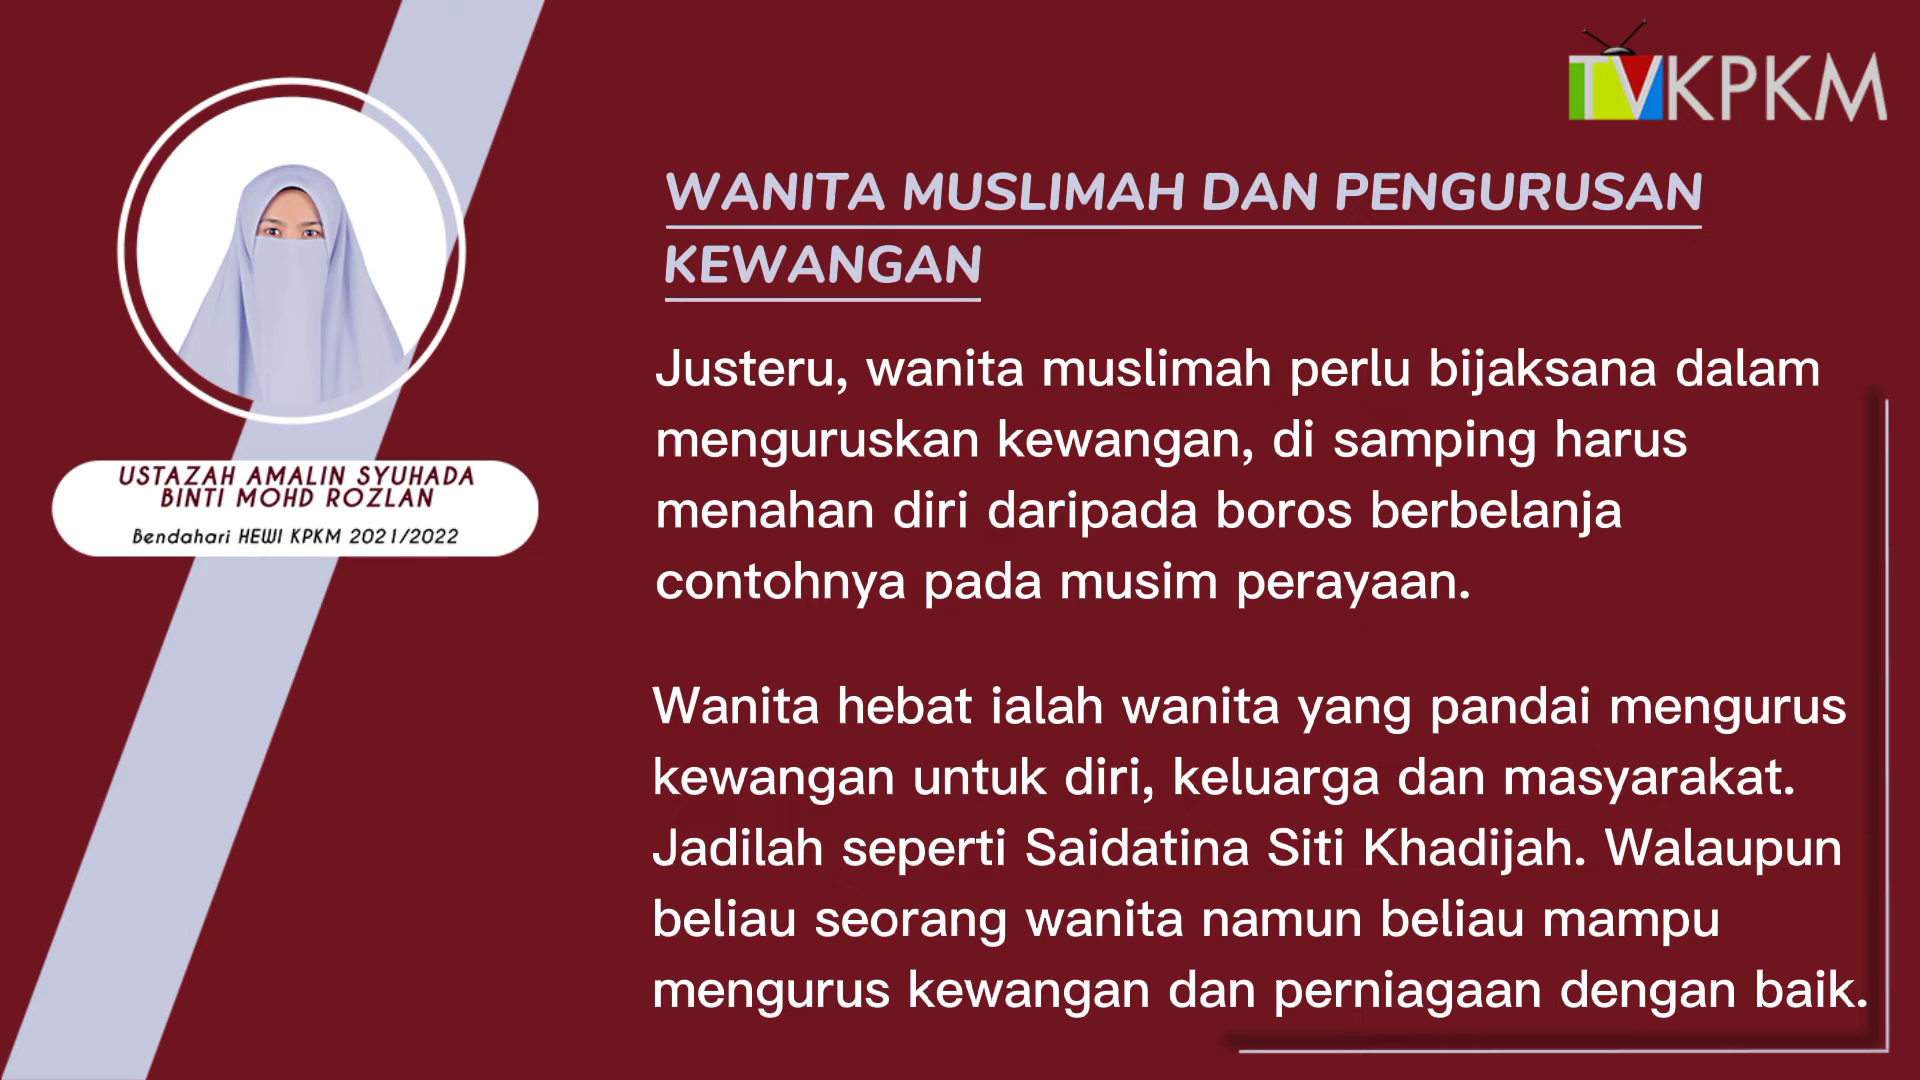 TVKPKM
WANITA MUSLIMAH DAN PENGURUSAN
KEWANGAN
Justeru, wanita muslimah perlu bijaksana dalam
menguruskan kewangan, di samping harus
menahan diri daripada boros berbelanja
contohnya pada musim perayaan.
Wanita hebat ialah wanita yang pandai mengurus
kewangan untuk diri, keluarga dan masyarakat.
Jadilah seperti Saidatina Siti Khadijah. Walaupun
beliau seorang wanita namun beliau mampu
mengurus kewangan dan perniagaan dengan baik.
USTAZAH AMALIN SYUHADA
BINTI MOHD ROZLAN
Bendahari HEWI KPKM 2021/2022